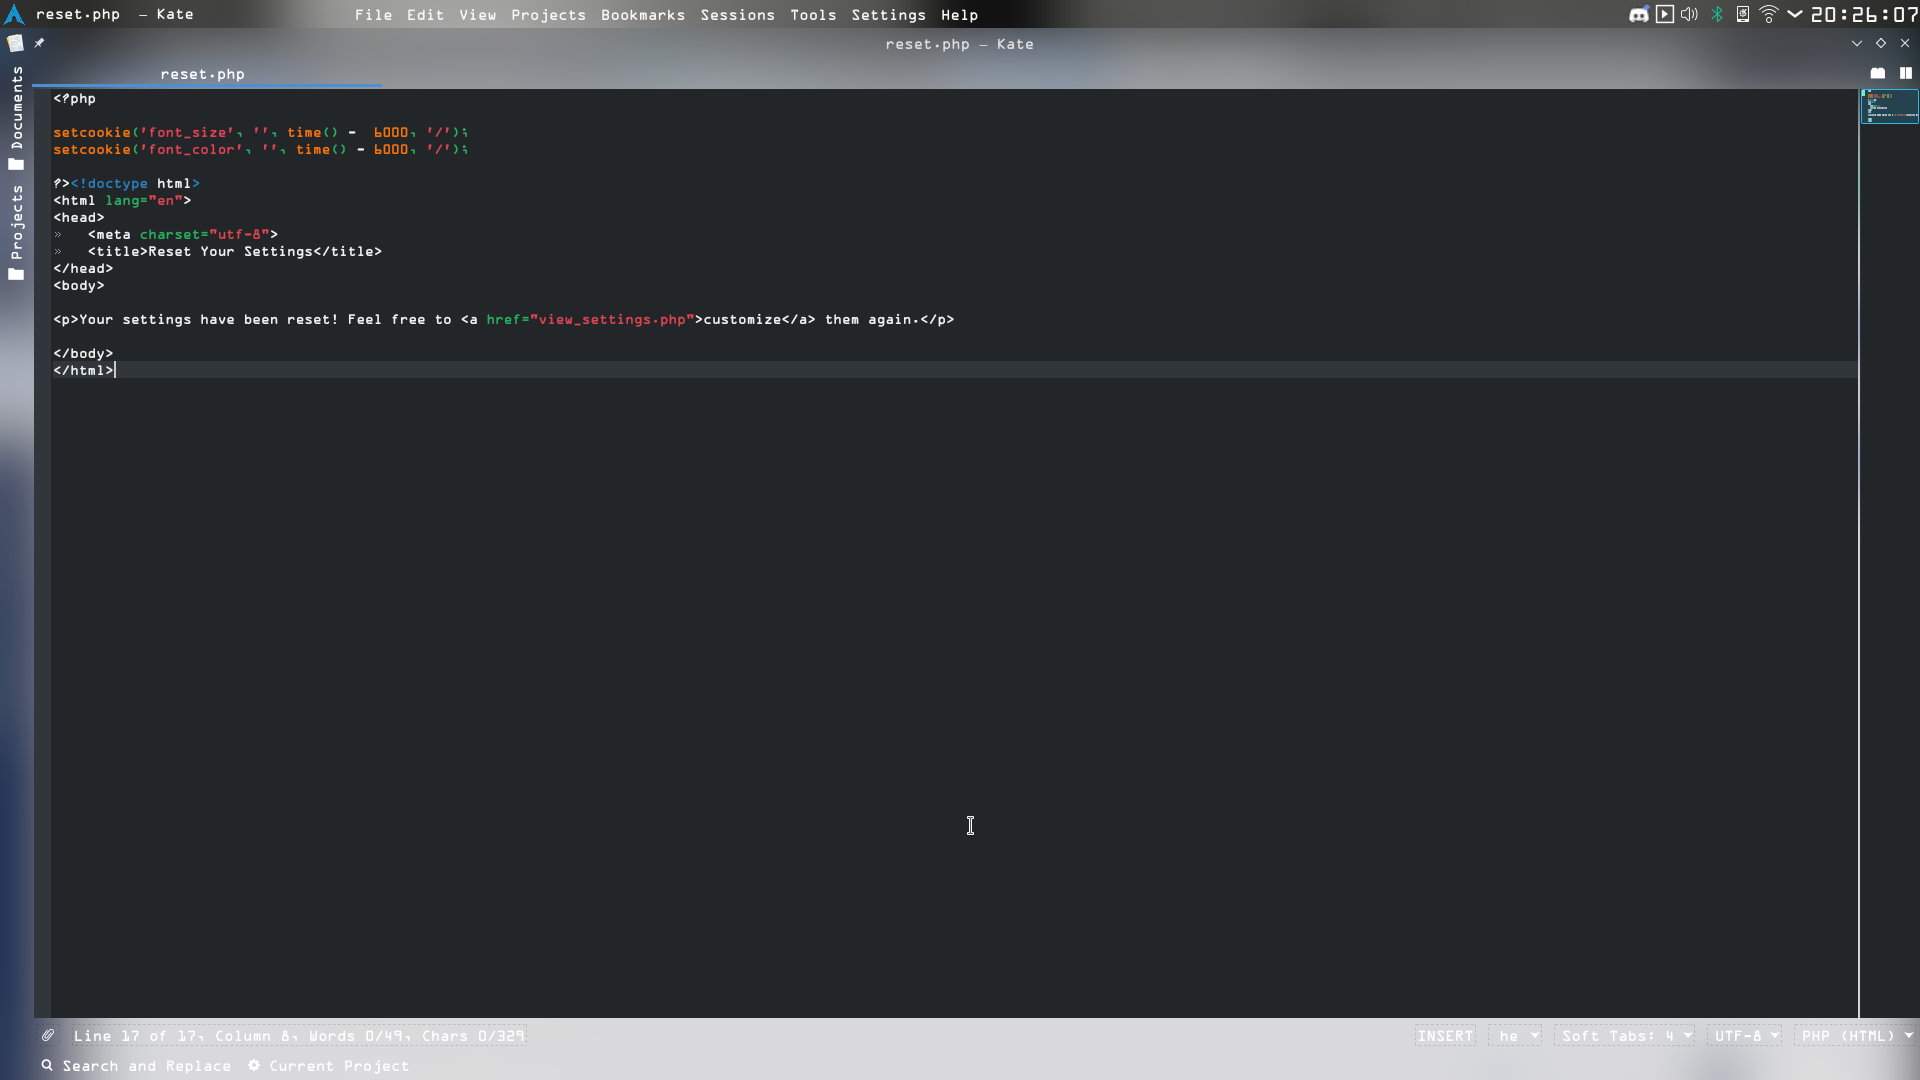 reset.php – Kate
File Edit View Projects Bookmarks Sessions Tools Settings Help
20:26:07
reset.php – Kate
reset.php
Documents
Projects
<?php
setcookie('font_size', '', time() -  6000, '/');
setcookie('font_color', '', time() - 6000, '/');
?><!doctype html>
<html lang="en">
<head>
»   <meta charset="utf-8">
»   <title>Reset Your Settings</title>
</head>
<body>
<p>Your settings have been reset! Feel free to <a href="view_settings.php">customize</a> them again.</p>
</body>
</html>
Line 17 of 17, Column 8, Words 0/49, Chars 0/329
INSERT
he
Soft Tabs: 4
UTF-8
PHP (HTML)
Search and Replace
Current Project